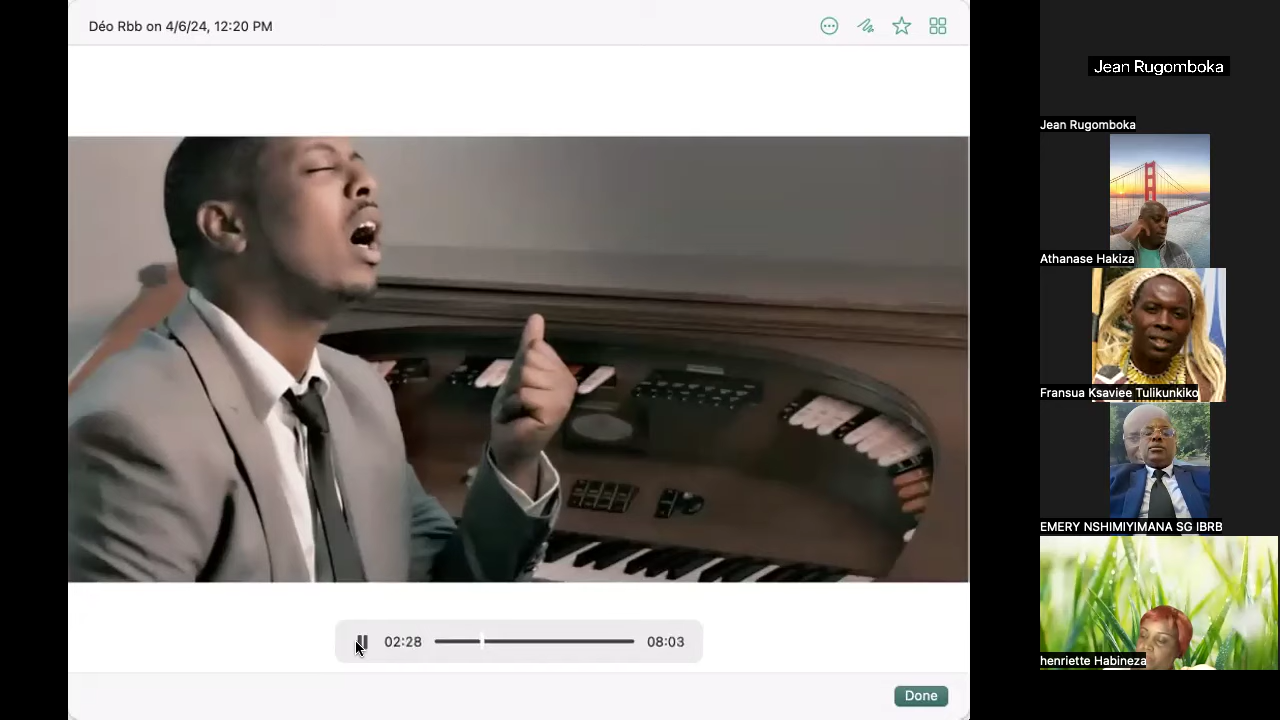 Déo Rbb on 4/6/24, 12:20 PM
02:28
08:03
Done
Jean Rugomboka
Jean Rugomboka
Athanase Hakiza
Fransua Ksaviee Tulikunkiko
EMERY NSHIMIYIMANA SG IBRB
henriette Habineza